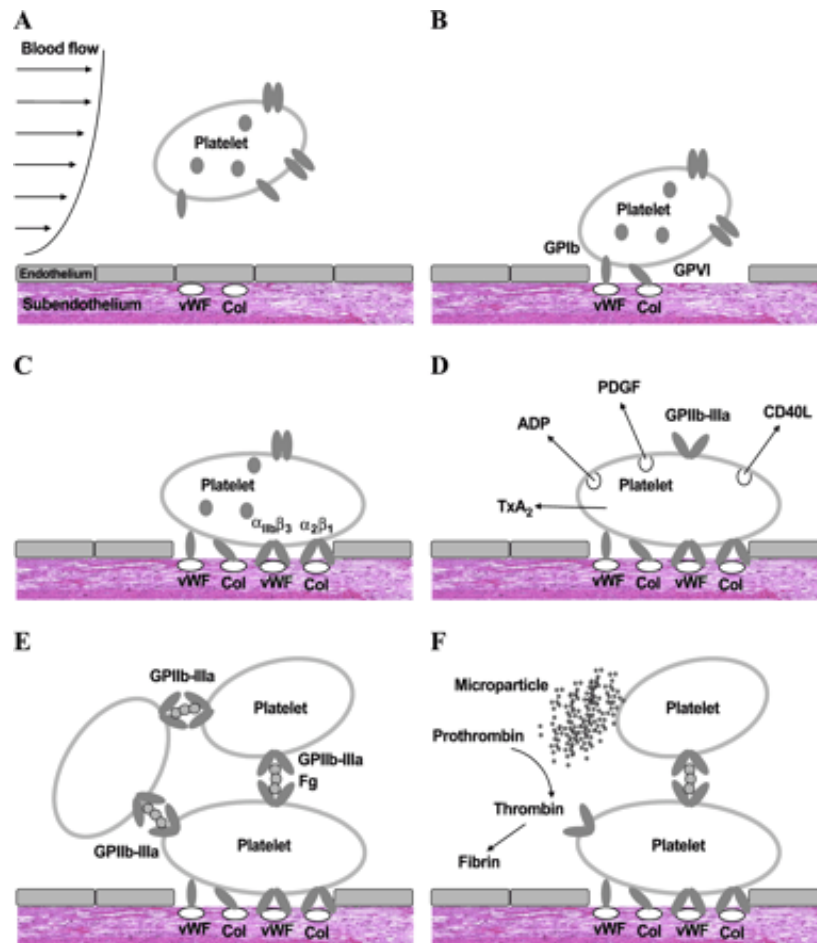 A
Blood flow
Platelet
Endothelium
Subendothelium
vWF
Col
B
Platelet
GPIb
GPVI
vWF
Col
C
Platelet
αIIbβ3 α2β1
vWF Col vWF Col
D
PDGF
GPIIb-IIIa
CD40L
ADP
Platelet
TxA2
vWF Col vWF Col
E
GPIIb-IIIa
Platelet
GPIIb-IIIa
Fg
GPIIb-IIIa
Platelet
vWF Col vWF Col
F
Microparticle
Platelet
Prothrombin
Thrombin
Platelet
Fibrin
vWF Col vWF Col